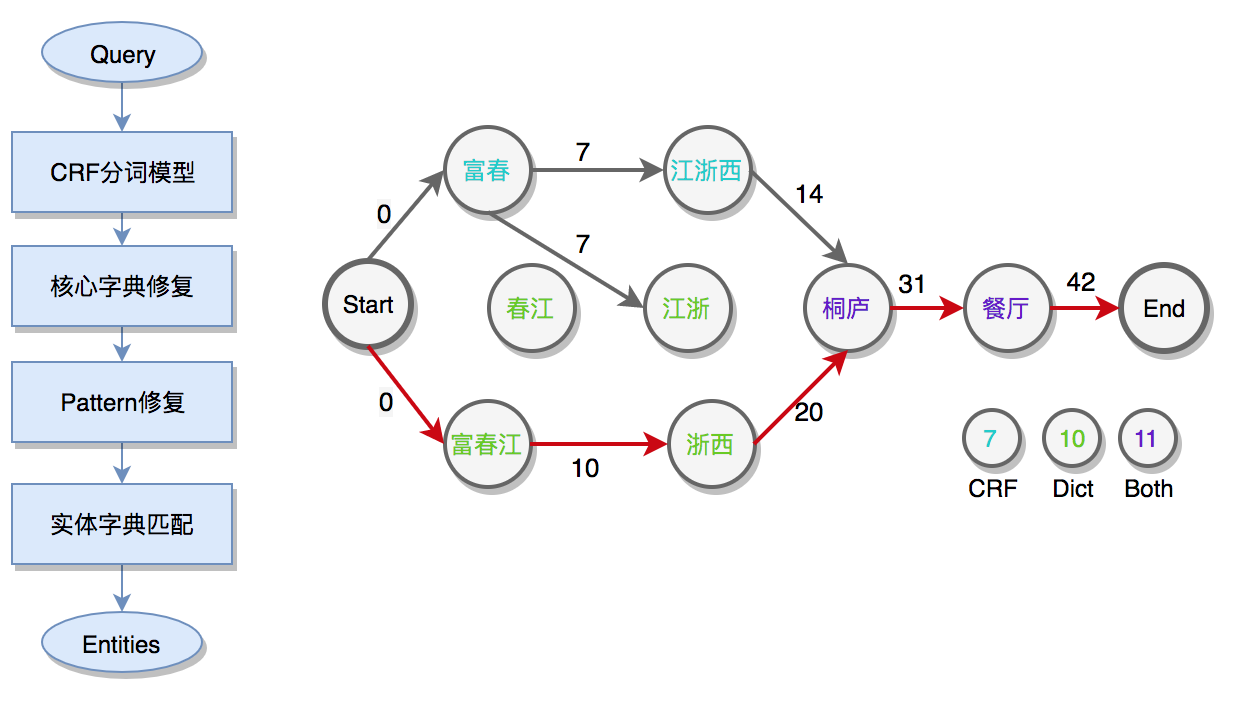 Query
CRF分词模型
核心字典修复
Pattern修复
实体字典匹配
Entities
富春
7
江浙西
14
0
7
Start
春江
江浙
桐庐
31
餐厅
42
End
0
富春江
10
浙西
20
7
10
11
CRF
Dict
Both